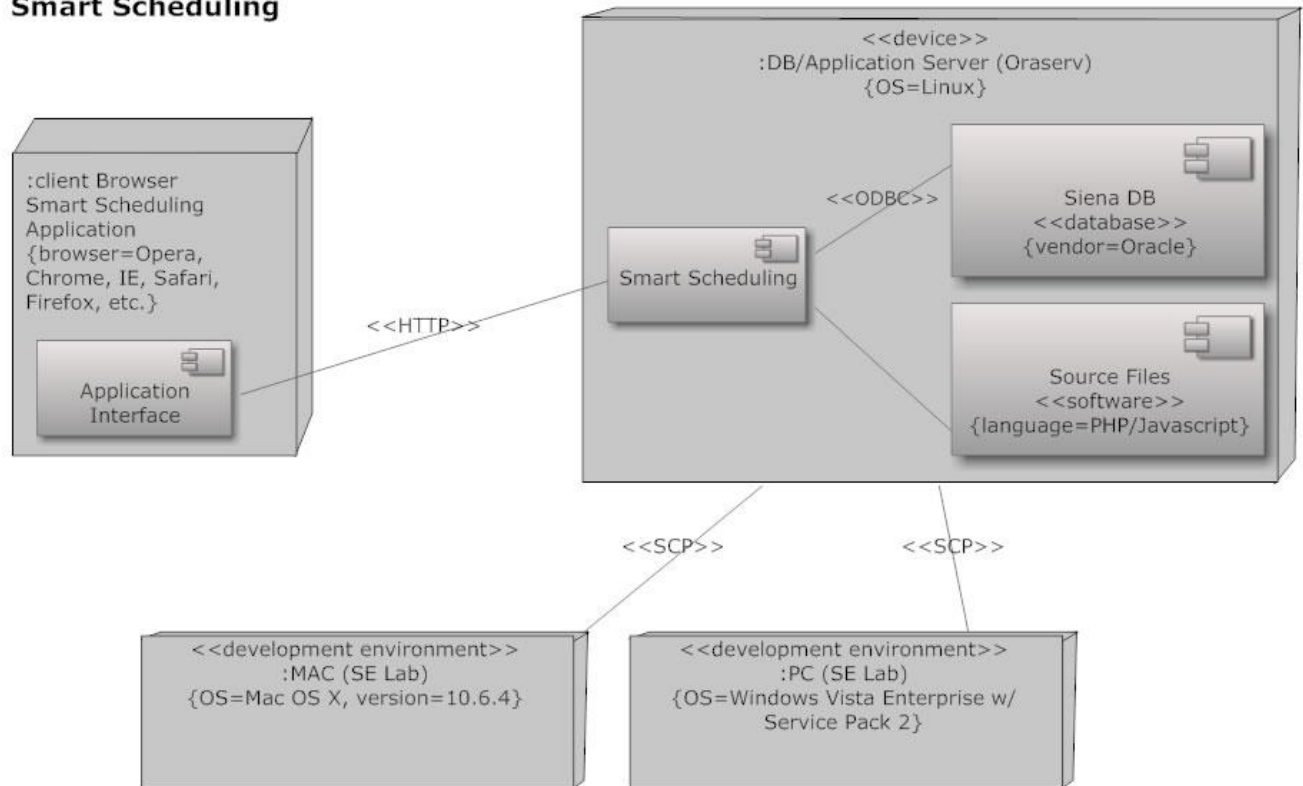 Smart Scheduling
<<device>>
:DB/Application Server (Oraserv)
{OS=Linux}
:client Browser
Smart Scheduling
Application
{browser=Opera,
Chrome, IE, Safari,
Firefox, etc.}
Application
Interface
<<HTTP>>
Smart Scheduling
<<ODBC>>
Siena DB
<<database>>
{vendor=Oracle}
Source Files
<<software>>
{language=PHP/Javascript}
<<SCP>>
<<SCP>>
<<development environment>>
:MAC (SE Lab)
{OS=Mac OS X, version=10.6.4}
<<development environment>>
:PC (SE Lab)
{OS=Windows Vista Enterprise w/
Service Pack 2}